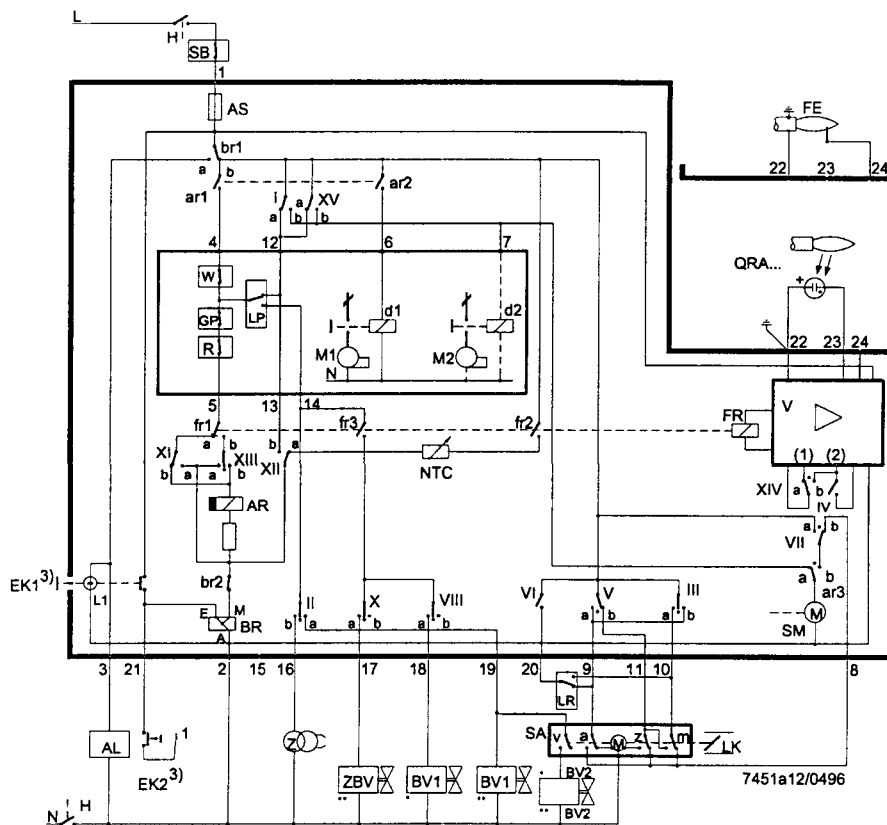 L
H
SB
1
AS
FE
22 23 24
br1
a b
ar1
ar2
i
a XV
a b b
4 12 6 7
QRA...
+
W
LP
d1
d2
GP
M1
M2
R
N
22 23 24
5 13 14
V
FR
fr1
fr3
fr2
XI
b
XIII
b a
b a a b
XII
NTC
(1) (2)
XIV
a b
IV
AR
a b
VII
EK1 3)
L1
br2
a b
ar3
E M
BR
A
II
X
VIII
VI
V
III
M
SM
b a
a b
a b
a b
a b
3 21 2 15 16 17 18 19 20 9 11 10 8
LR
AL
1
EK2 3)
Z
SA
v a M z m
LK
ZBV
BV1
BV1
BV2
BV2
7451a12/0496
N H